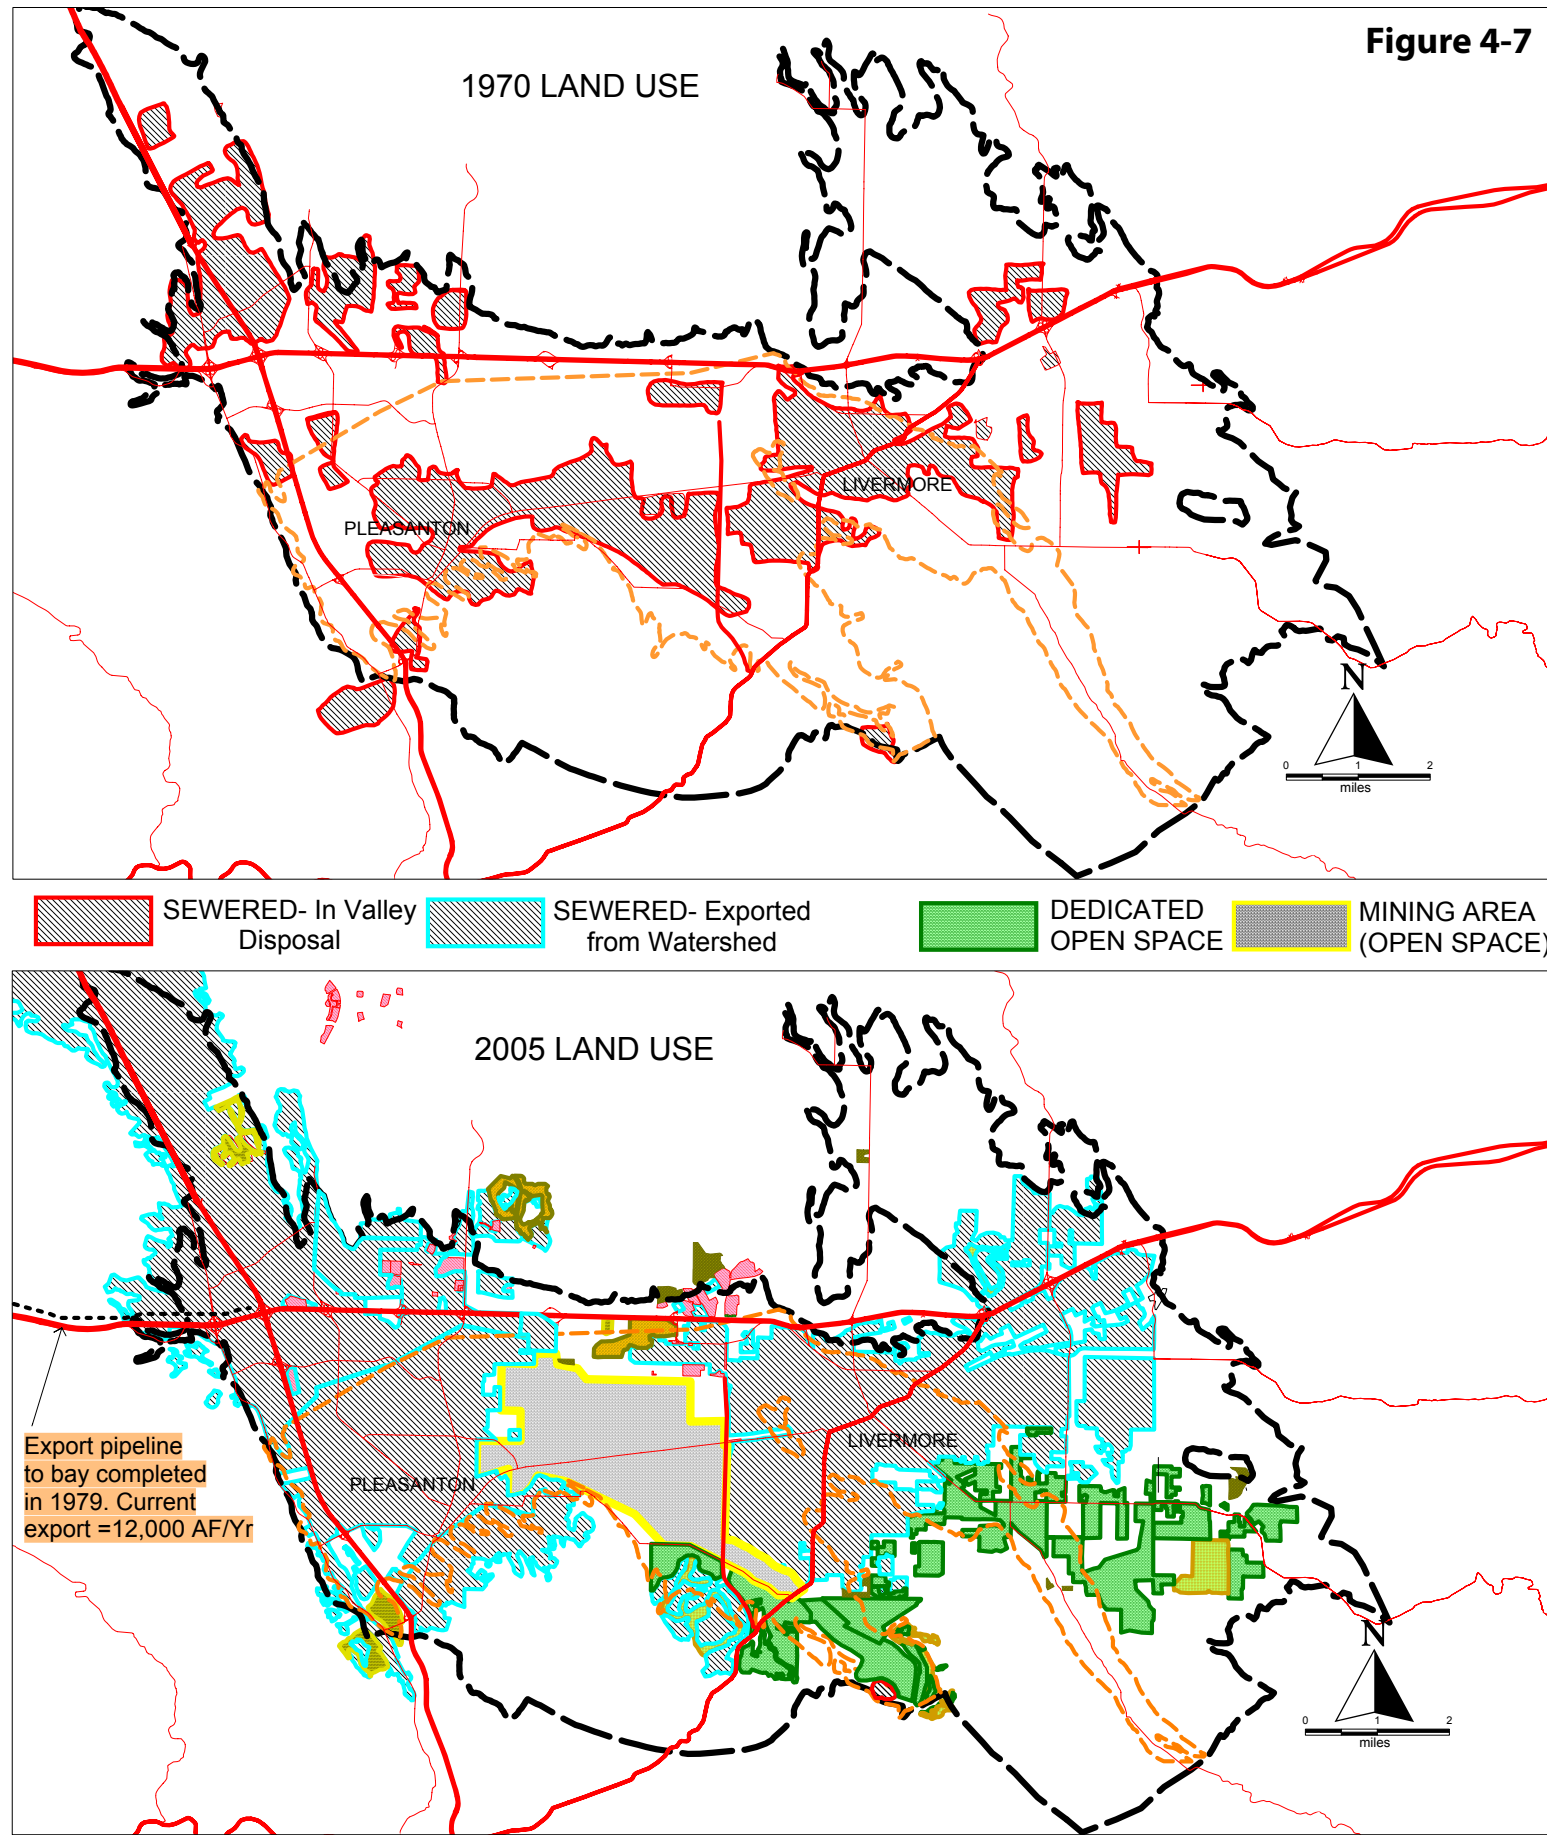 Figure 4-7
1970 LAND USE
LIVERMORE
PLEASANTON
N
0 1 2
miles
SEWERED- In Valley
Disposal
SEWERED- Exported
from Watershed
DEDICATED
OPEN SPACE
MINING AREA
(OPEN SPACE)
2005 LAND USE
Export pipeline
to bay completed
in 1979. Current
export =12,000 AF/Yr
LIVERMORE
PLEASANTON
N
0 1 2
miles